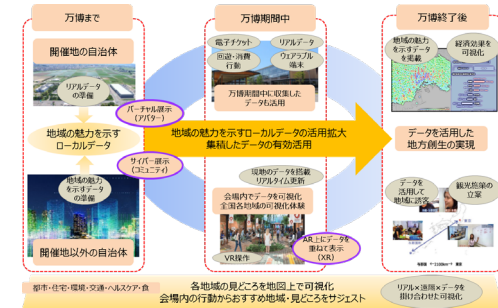 万博まで
開催地の自治体
リアルデータ
の準備
地域の魅力を示す
ローカルデータ
地域の魅力
を示すデータ
の準備
開催地以外の自治体
バーチャル展示
(アバター)
サイバー展示
(コミュニティ)
万博期間中
電子チケット
リアルデータ
回遊・消費
行動
ウェアラブル
端末
万博期間中に収集した
データも活用
地域の魅力を示すローカルデータの活用拡大
集結したデータの有効活用
現地のデータを搭載
リアルタイム更新
会場内でデータを可視化
全国各地域の可視化体験
VR操作
AR上にデータを
重ねて表示
(XR)
万博終了後
地域の魅力
を示すデータ
を掲載
経済効果を
可視化
データを活用した
地方創生の実現
データを
活用して
地域に誘客
観光施策の
立案
都市・住宅・環境・交通・ヘルスケア・食
各地域の見どころを地図上で可視化
会場内の行動からおすすめ地域・見どころをサジェスト
リアル×遠隔×データを
掛け合わせた可視化